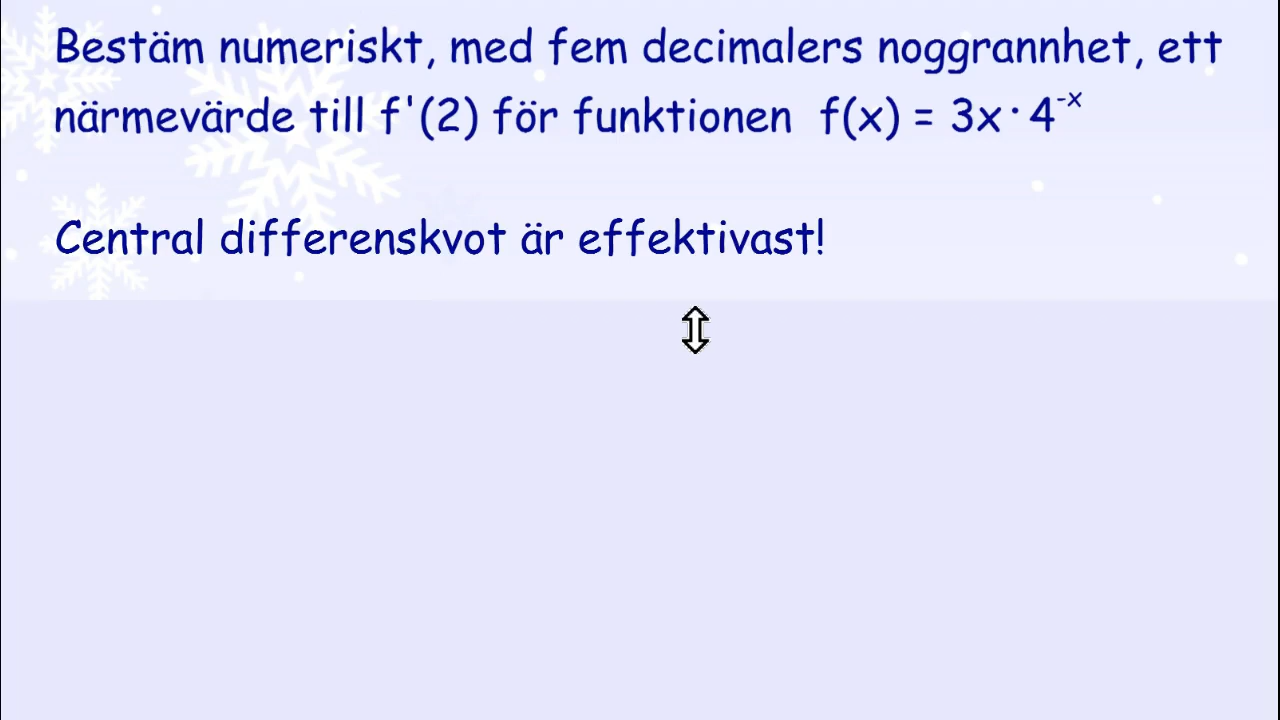 Bestäm numeriskt, med fem decimalers noggrannhet, ett
närmevärde till f'(2) för funktionen f(x) = 3x · 4⁻ˣ
Central differenskvot är effektivast!